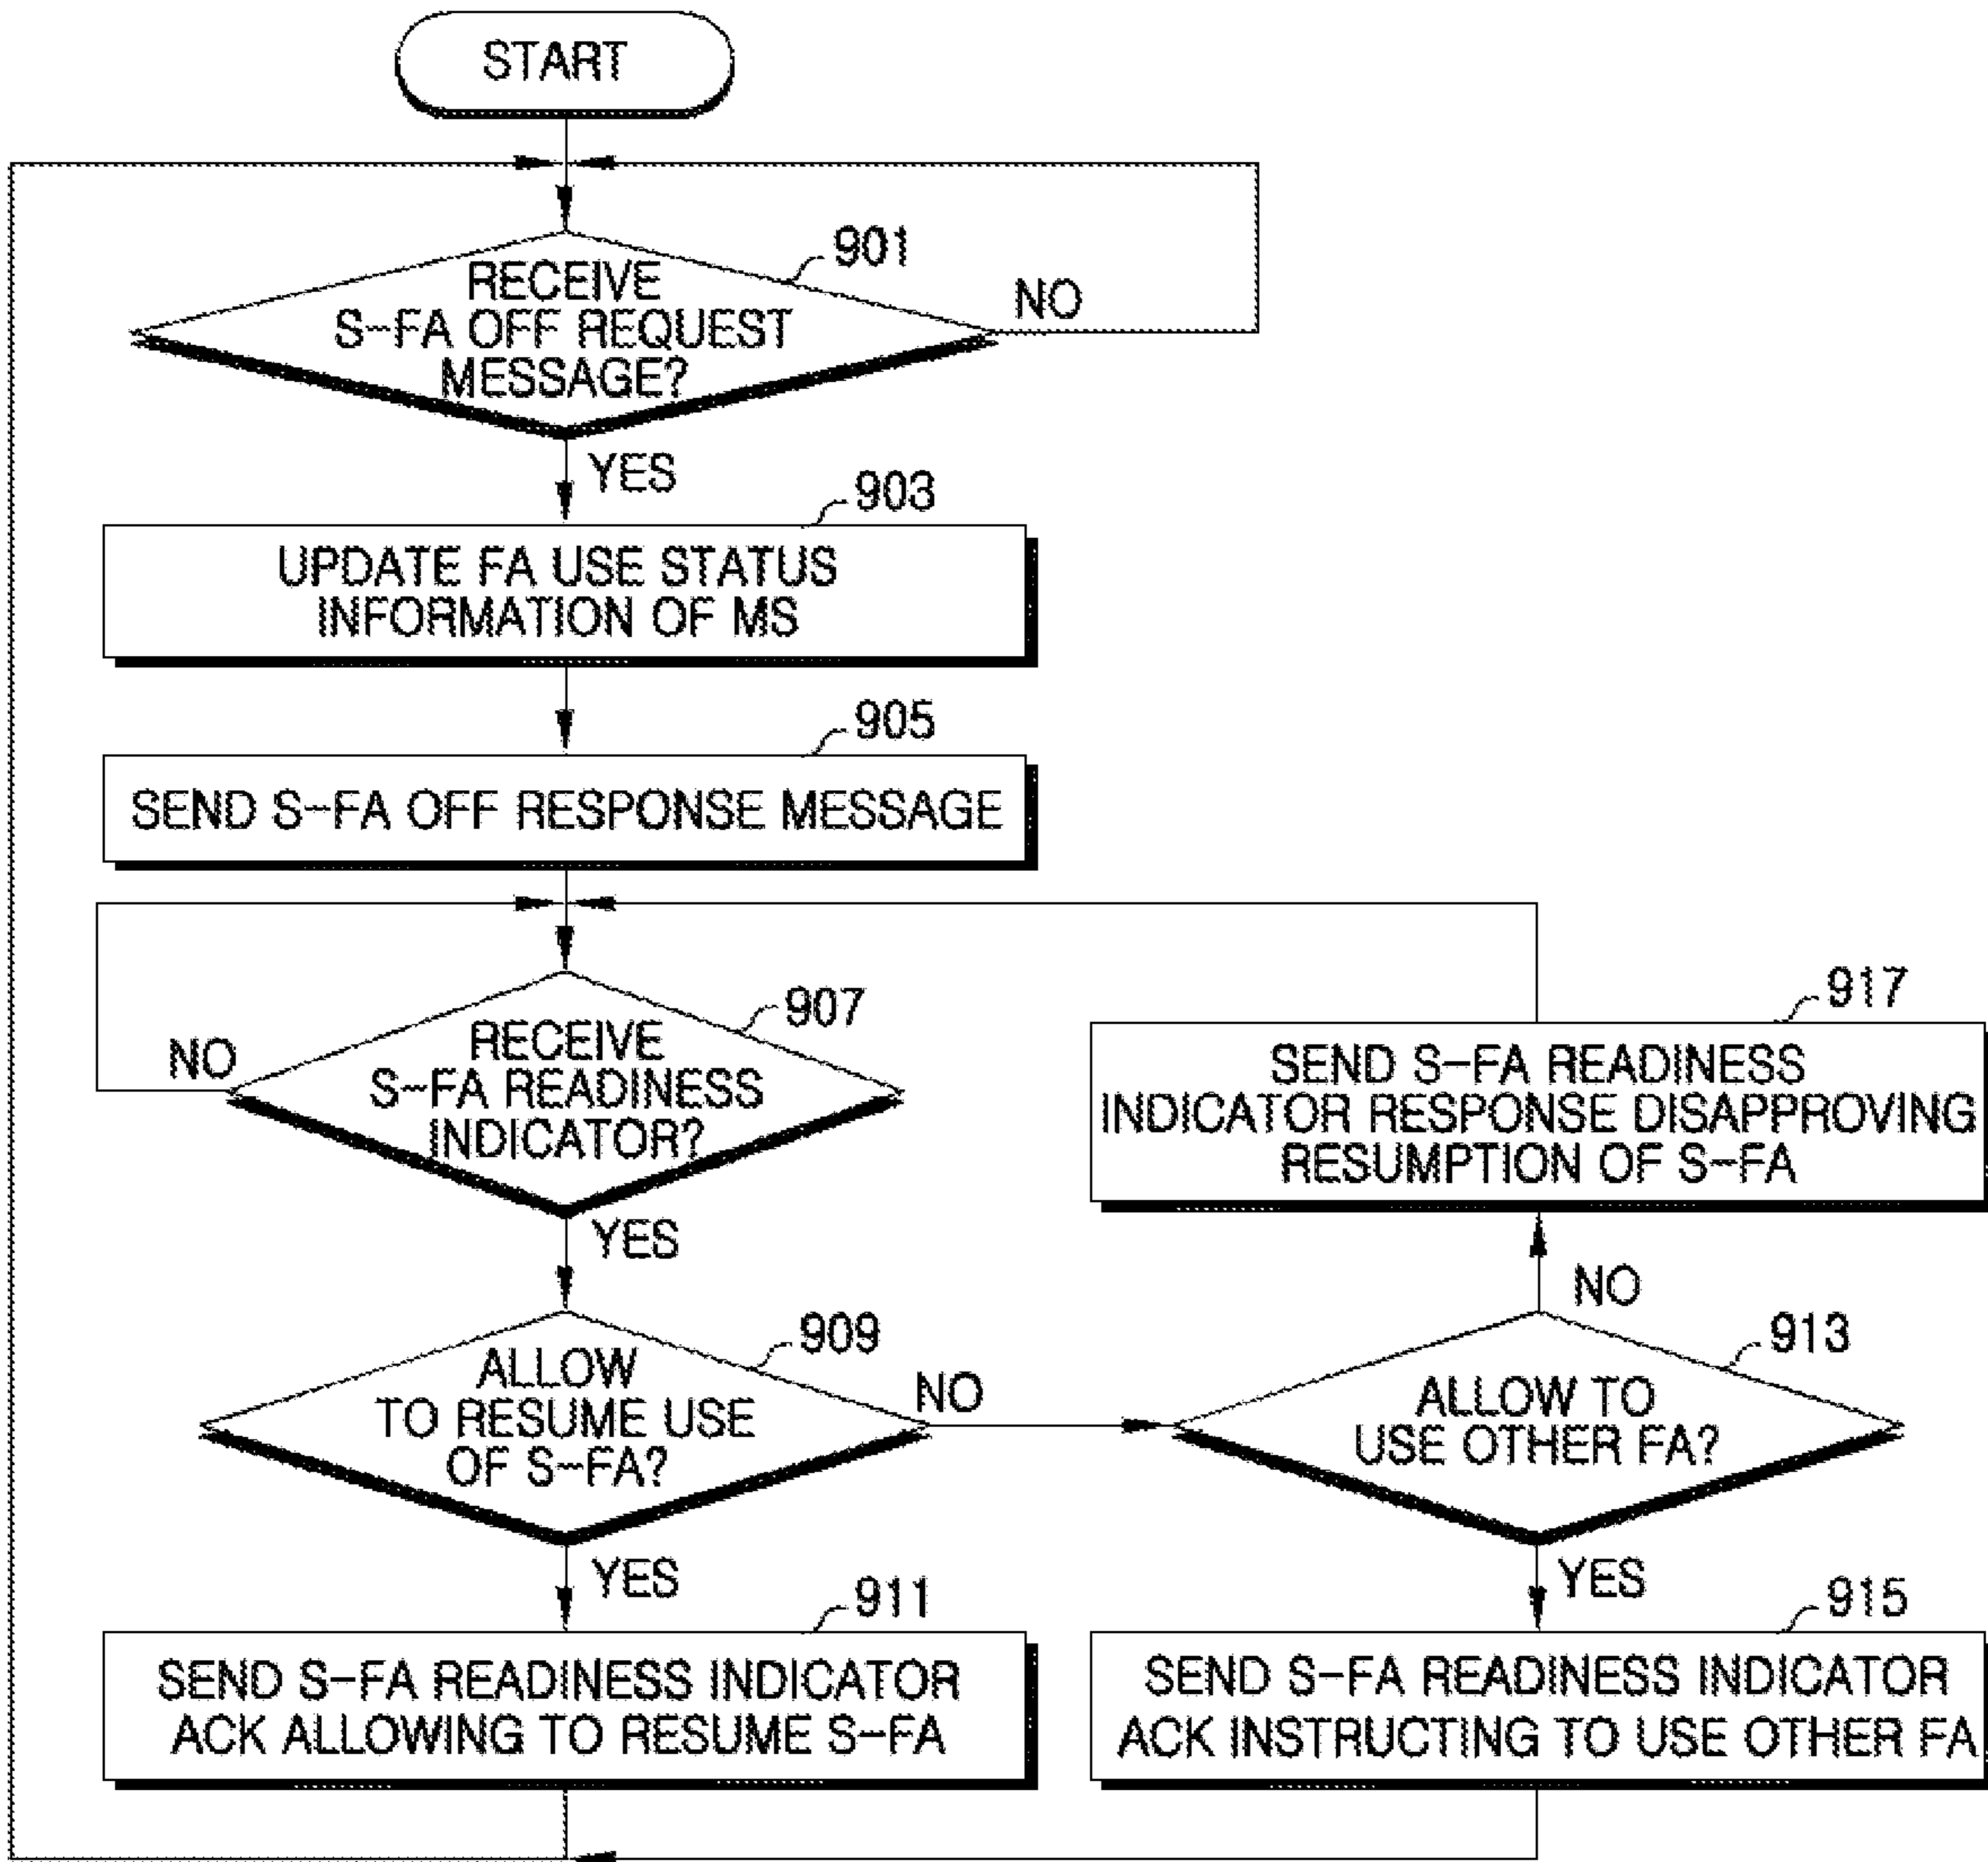 START
901
RECEIVE
S-FA OFF REQUEST
MESSAGE?
NO
YES
903
UPDATE FA USE STATUS
INFORMATION OF MS
905
SEND S-FA OFF RESPONSE MESSAGE
907
RECEIVE
S-FA READINESS
INDICATOR?
NO
YES
917
SEND S-FA READINESS
INDICATOR RESPONSE DISAPPROVING
RESUMPTION OF S-FA
909
ALLOW
TO RESUME USE
OF S-FA?
NO
YES
NO
913
ALLOW TO
USE OTHER FA?
YES
911
SEND S-FA READINESS INDICATOR
ACK ALLOWING TO RESUME S-FA
915
SEND S-FA READINESS INDICATOR
ACK INSTRUCTING TO USE OTHER FA